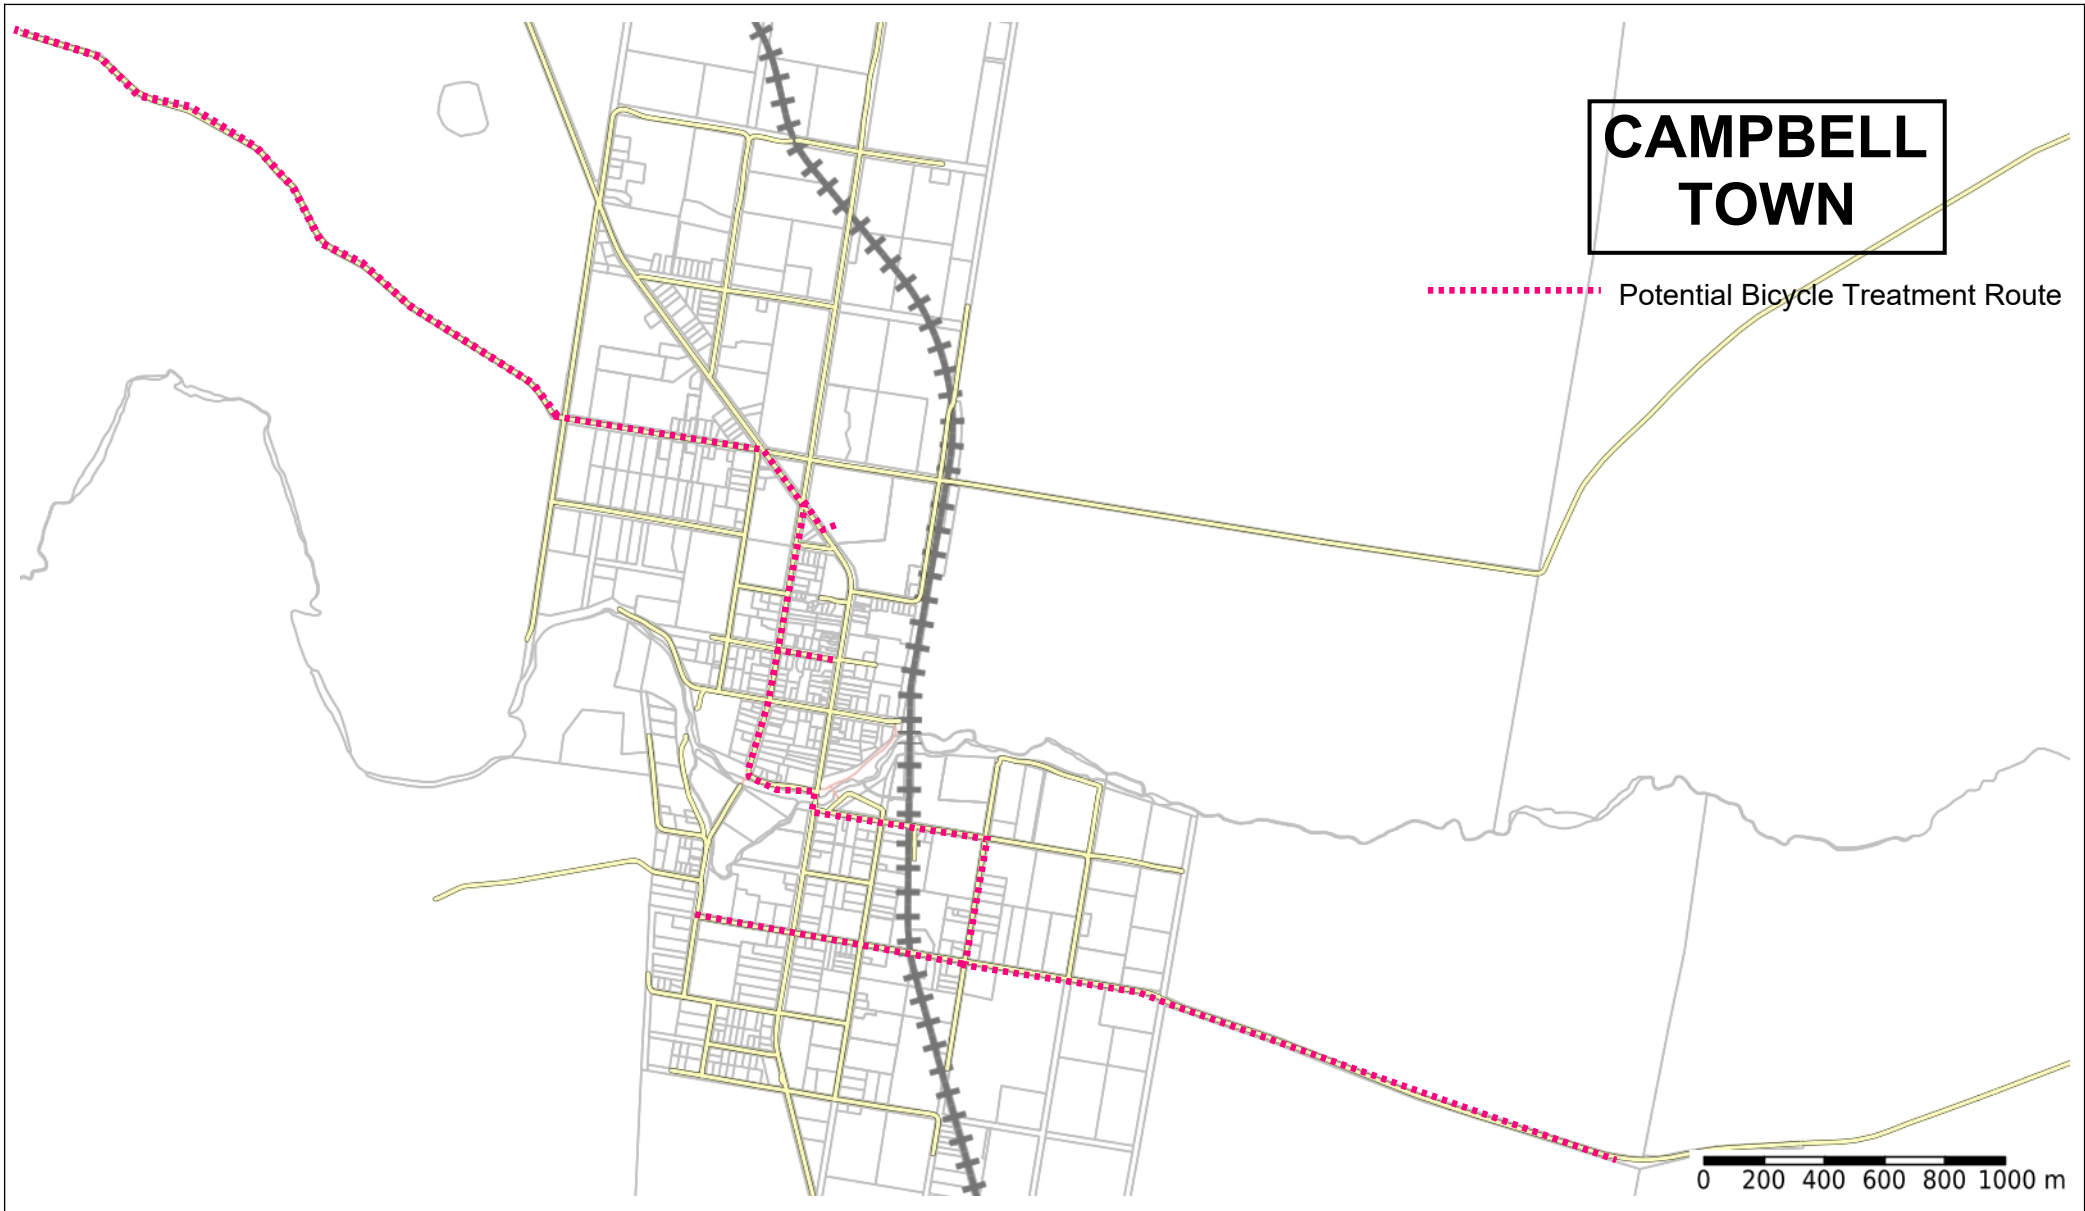 CAMPBELL
TOWN
Potential Bicycle Treatment Route
0 200 400 600 800 1000 m